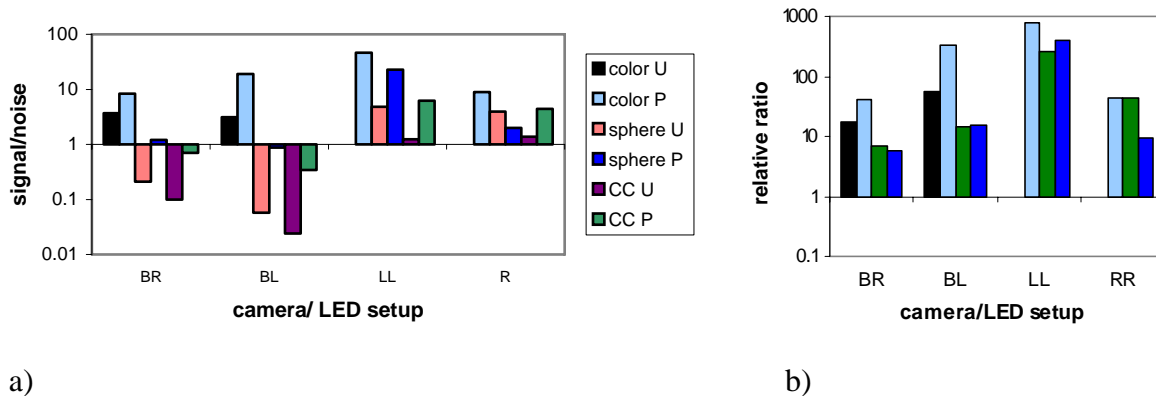 100
10
1
0.1
0.01
signal/noise
BR BL LL R
camera/ LED setup
color U
color P
sphere U
sphere P
CC U
CC P
1000
100
10
1
0.1
relative ratio
BR BL LL RR
camera/LED setup
a) b)